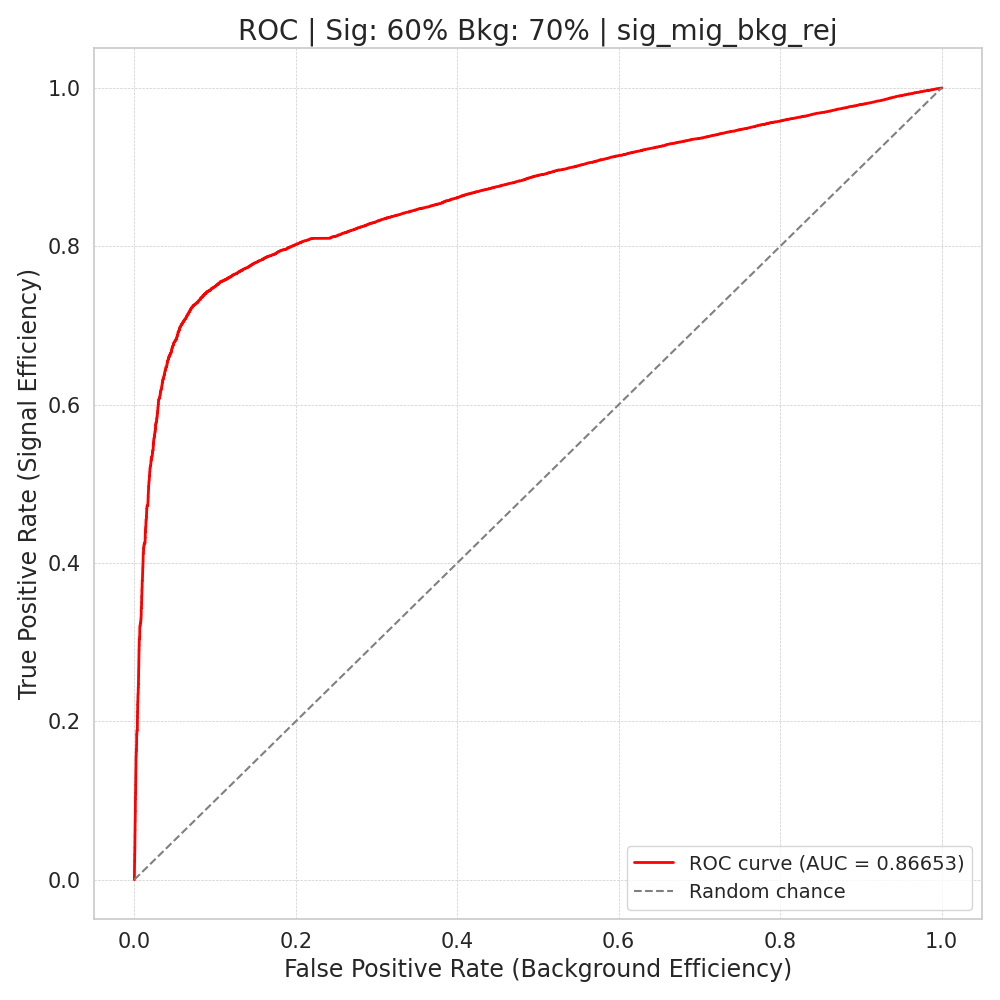 ROC | Sig: 60% Bkg: 70% | sig_mig_bkg_rej
True Positive Rate (Signal Efficiency)
1.0
0.8
0.6
0.4
0.2
0.0
ROC curve (AUC = 0.86653)
Random chance
0.0 0.2 0.4 0.6 0.8 1.0
False Positive Rate (Background Efficiency)